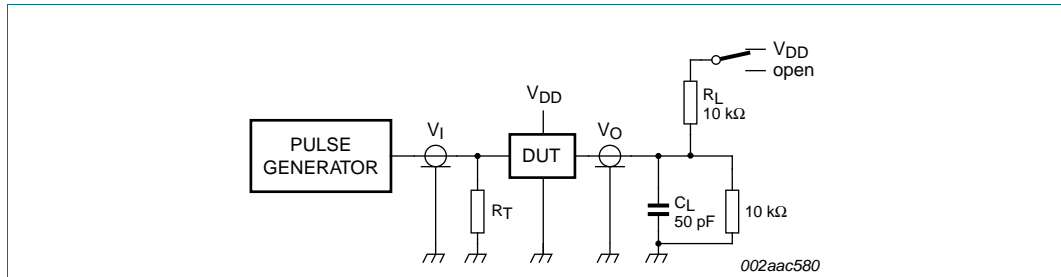 V_DD
open
R_L
10 kΩ
V_DD
PULSE
GENERATOR
V_I
DUT
V_O
R_T
C_L
50 pF
10 kΩ
002aac580